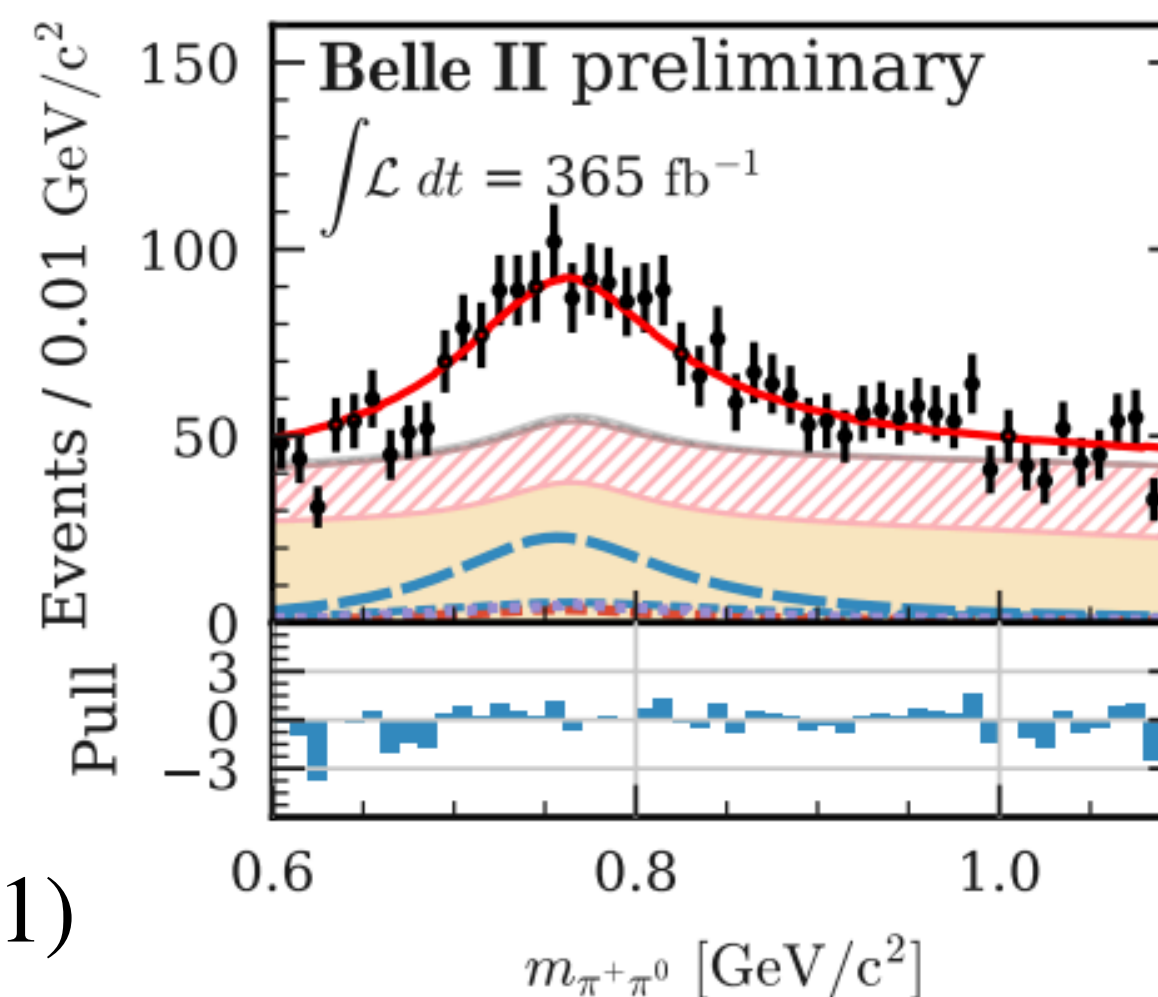 Belle II preliminary
∫ℒ dt = 365 fb⁻¹
Events / 0.01 GeV/c²
150
100
50
0
Pull
3
0
−3
0.6 0.8 1.0
1)
m_{π⁺π⁰} [GeV/c²]